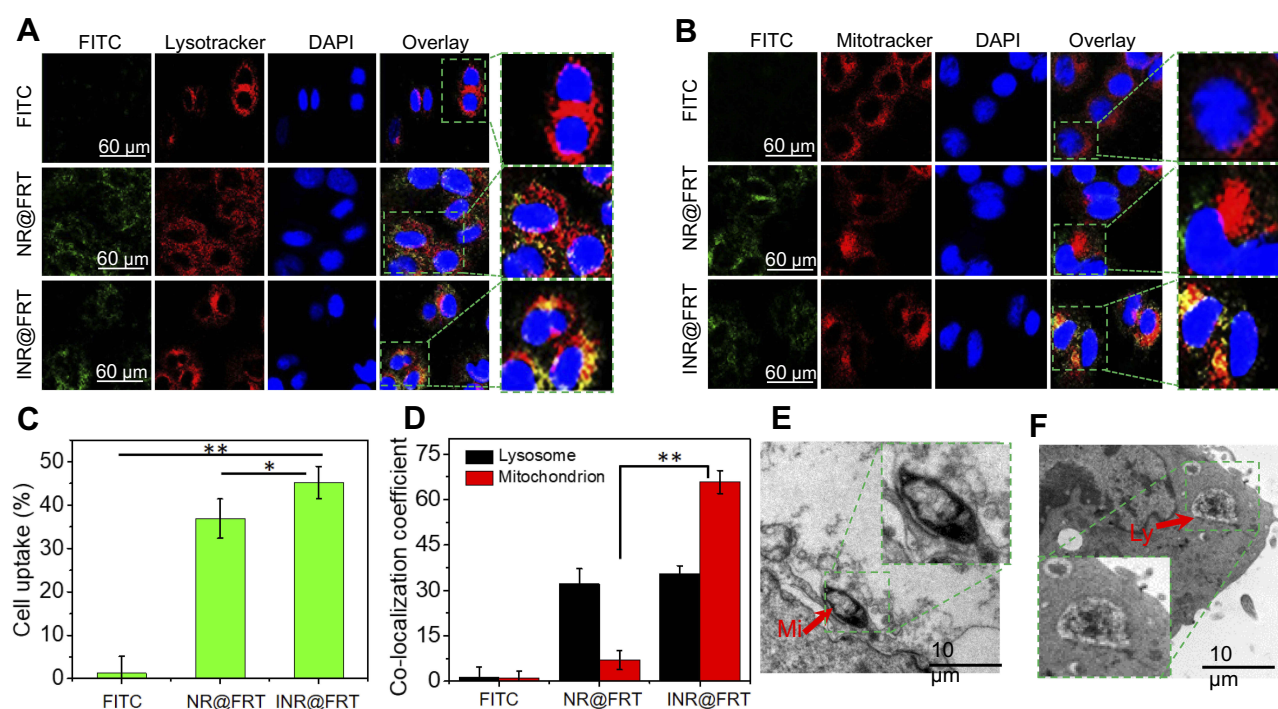 A
FITC Lysotracker DAPI Overlay
FITC
60 µm
NR@FRT
60 µm
INR@FRT
60 µm
B
FITC Mitotracker DAPI Overlay
FITC
60 µm
NR@FRT
60 µm
INR@FRT
60 µm
C
Cell uptake (%)
50
40
30
20
10
0
** 
*
FITC NR@FRT INR@FRT
D
Co-localization coefficient
75
60
45
30
15
0
Lysosome
Mitochondrion
**
FITC NR@FRT INR@FRT
E
Mi
10
µm
F
Ly
10
µm